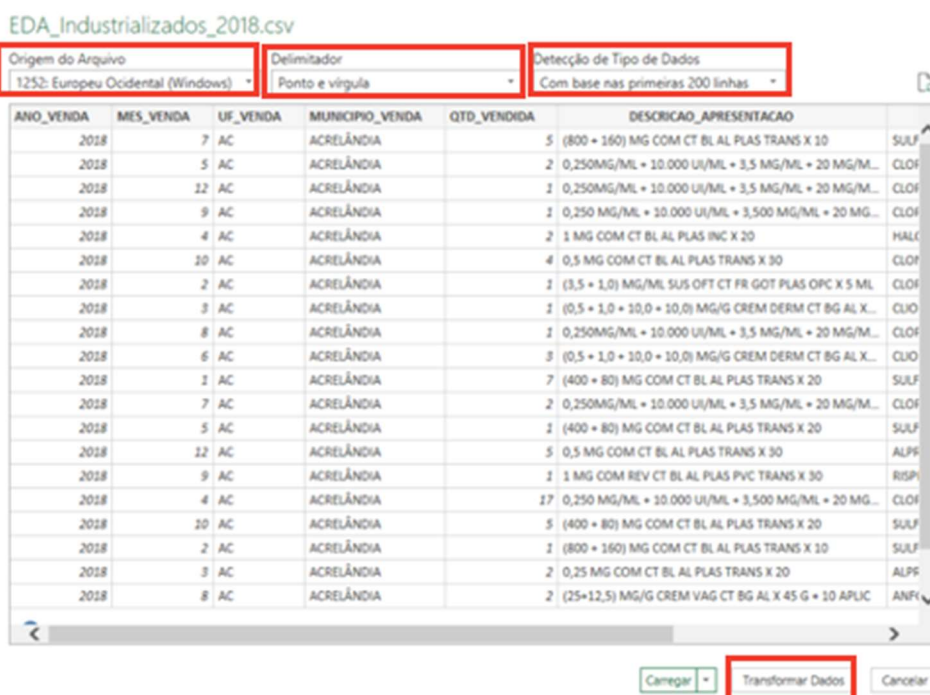 EDA_Industrializados_2018.csv
Origem do Arquivo Delimitador Detecção de Tipo de Dados
1252: Europeu Ocidental (Windows) Ponto e vírgula Com base nas primeiras 200 linhas
ANO_VENDA MES_VENDA UF_VENDA MUNICIPIO_VENDA QTD_VENDIDA DESCRICAO_APRESENTACAO
2018 7 AC ACRELÂNDIA 5 (800 + 160) MG COM CT BL AL PLAS TRANS X 10 SULF
2018 5 AC ACRELÂNDIA 2 0,250MG/ML + 10.000 UI/ML + 3,5 MG/ML + 20 MG/M... CLOF
2018 12 AC ACRELÂNDIA 1 0,250MG/ML + 10.000 UI/ML + 3,5 MG/ML + 20 MG/M... CLOF
2018 9 AC ACRELÂNDIA 1 0,250 MG/ML + 10.000 UI/ML + 3,500 MG/ML + 20 MG... CLOF
2018 4 AC ACRELÂNDIA 2 1 MG COM CT BL AL PLAS INC X 20 HALO
2018 10 AC ACRELÂNDIA 4 0,5 MG COM CT BL AL PLAS TRANS X 30
2018 2 AC ACRELÂNDIA 1 (3,5 + 1,0) MG/ML SUS OFT CT FR GOT PLAS OPC X 5 ML CLOF
2018 3 AC ACRELÂNDIA 1 (0,5 + 1,0 + 10,0 + 10,0) MG/G CREM DERM CT BG AL X... CLIO
2018 8 AC ACRELÂNDIA 1 0,250MG/ML + 10.000 UI/ML + 3,5 MG/ML + 20 MG/M... CLOF
2018 6 AC ACRELÂNDIA 3 (0,5 + 1,0 + 10,0 + 10,0) MG/G CREM DERM CT BG AL X... CLIO
2018 1 AC ACRELÂNDIA 7 (400 + 80) MG COM CT BL AL PLAS TRANS X 20 SULF
2018 7 AC ACRELÂNDIA 2 0,250MG/ML + 10.000 UI/ML + 3,5 MG/ML + 20 MG/M... CLOF
2018 5 AC ACRELÂNDIA 1 (400 + 80) MG COM CT BL AL PLAS TRANS X 20 SULF
2018 12 AC ACRELÂNDIA 5 0,5 MG COM CT BL AL PLAS TRANS X 30 ALPR
2018 9 AC ACRELÂNDIA 1 1 MG COM REV CT BL AL PLAS PVC TRANS X 30 RISPI
2018 4 AC ACRELÂNDIA 17 0,250 MG/ML + 10.000 UI/ML + 3,500 MG/ML + 20 MG... CLOF
2018 10 AC ACRELÂNDIA 5 (400 + 80) MG COM CT BL AL PLAS TRANS X 20 SULF
2018 2 AC ACRELÂNDIA 1 (800 + 160) MG COM CT BL AL PLAS TRANS X 10 SULF
2018 3 AC ACRELÂNDIA 2 0,25 MG COM CT BL AL PLAS TRANS X 20 ALPR
2018 8 AC ACRELÂNDIA 2 (25+12,5) MG/G CREM VAG CT BG AL X 45 G + 10 APLIC ANFO
Carregar Transformar Dados Cancelar